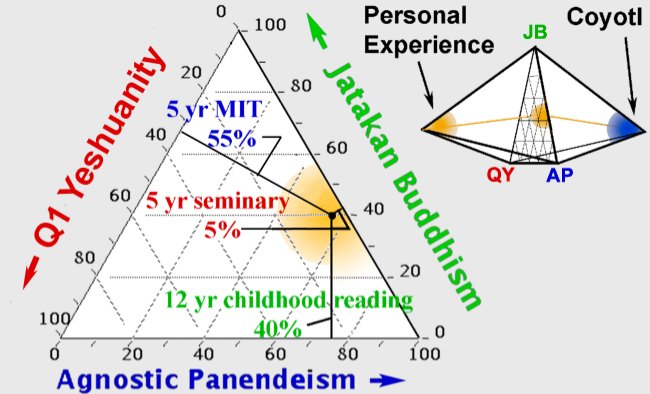 Personal
Experience
Coyotl
JB
QY
AP
Q1 Yeshuanity
Jatakan Buddhism
Agnostic Panendeism
0
20
40
60
80
100
100
80
60
40
20
0
0
20
40
60
80
100
5 yr MIT
55%
5 yr seminary
5%
12 yr childhood reading
40%